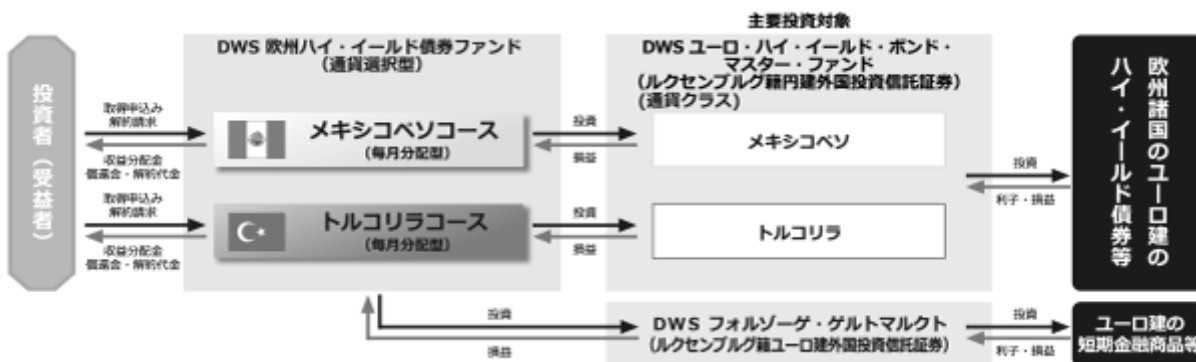 主要投資対象
投資者（受益者）
DWS 欧州ハイ・イールド債券ファンド
（通貨選択型）
取得申込み
解約請求
収益分配金
償還金・解約代金
メキシコペソコース
（毎月分配型）
投資
損益
取得申込み
解約請求
収益分配金
償還金・解約代金
トルコリラコース
（毎月分配型）
投資
損益
DWS ユーロ・ハイ・イールド・ボンド・
マスター・ファンド
（ルクセンブルグ籍円建外国投資信託証券）
（通貨クラス）
メキシコペソ
トルコリラ
投資
利子・損益
欧州諸国のユーロ建の
ハイ・イールド債券等
投資
損益
DWS フォルゾーゲ・ゲルトマルクト
（ルクセンブルグ籍ユーロ建外国投資信託証券）
投資
利子・損益
ユーロ建の
短期金融商品等